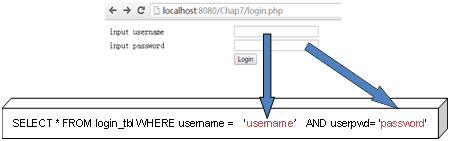 localhost:8080/Chap7/login.php
input username
input password
Login
SELECT * FROM login_tbl WHERE username = 'username' AND userpwd= 'password'